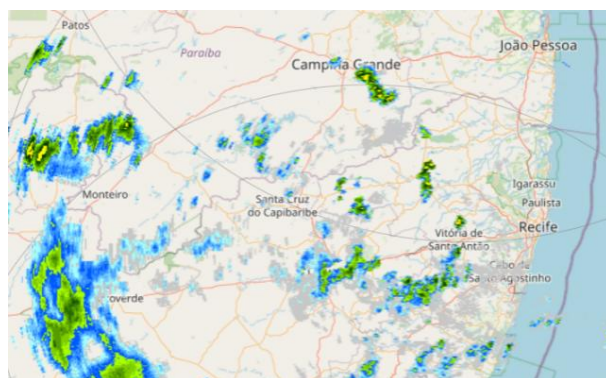 Patos
João Pessoa
Paraíba
Campina Grande
Igarassu
Monteiro
Paulista
Santa Cruz
do Capibaribe
Vitória de
Santo Antão
Recife
Cabo de
Santo Agostinho
overde